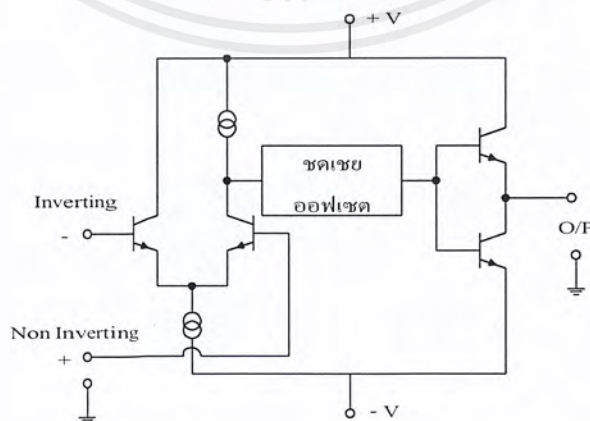 + V
ชดเชย
ออฟเซต
Inverting
-
O/P
Non Inverting
+
- V